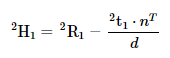 ²H₁ = ²R₁ − (²t₁ · nᵀ) / d